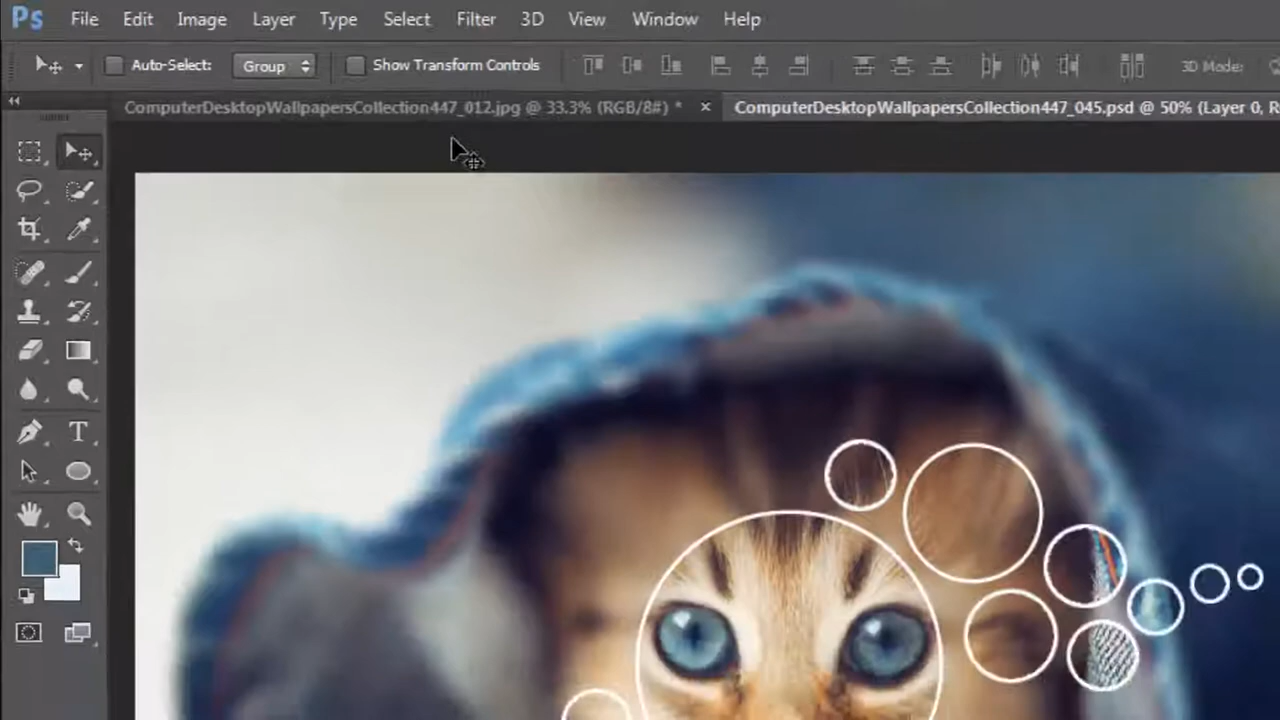 Ps File Edit Image Layer Type Select Filter 3D View Window Help
Auto-Select: Group Show Transform Controls 3D Mode:
ComputerDesktopWallpapersCollection447_012.jpg @ 33.3% (RGB/8#) * × ComputerDesktopWallpapersCollection447_045.psd @ 50% (Layer 0, R
T